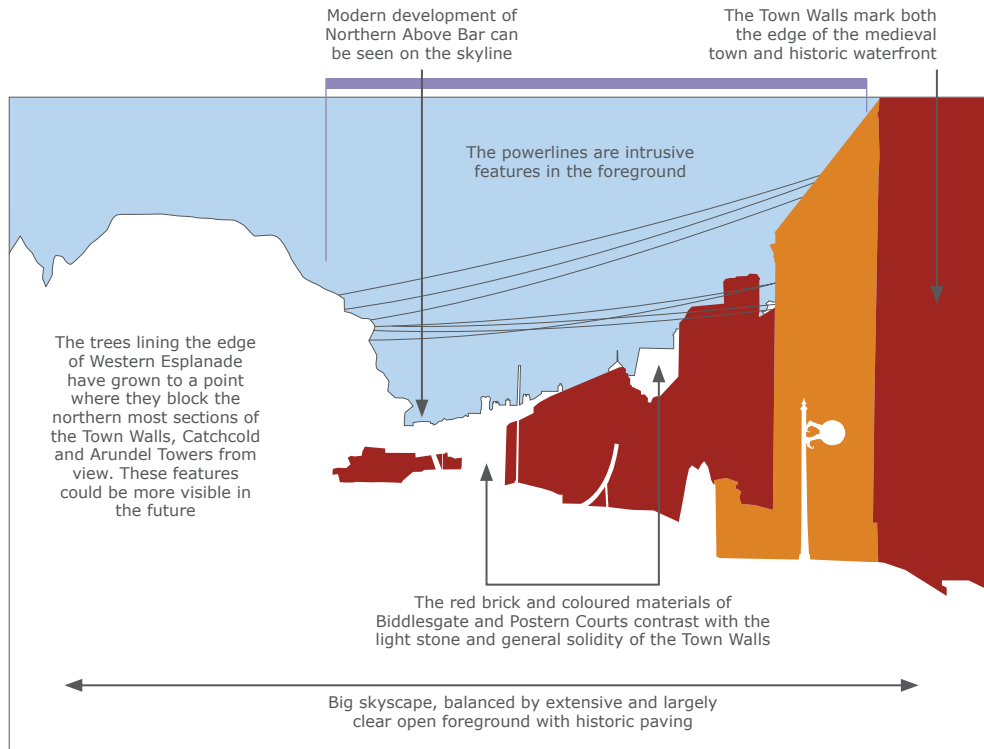 Modern development of
Northern Above Bar can
be seen on the skyline
The Town Walls mark both
the edge of the medieval
town and historic waterfront
The powerlines are intrusive
features in the foreground
The trees lining the edge
of Western Esplanade
have grown to a point
where they block the
northern most sections of
the Town Walls, Catchcold
and Arundel Towers from
view. These features
could be more visible in
the future
The red brick and coloured materials of
Biddlesgate and Postern Courts contrast with the
light stone and general solidity of the Town Walls
Big skyscape, balanced by extensive and largely
clear open foreground with historic paving